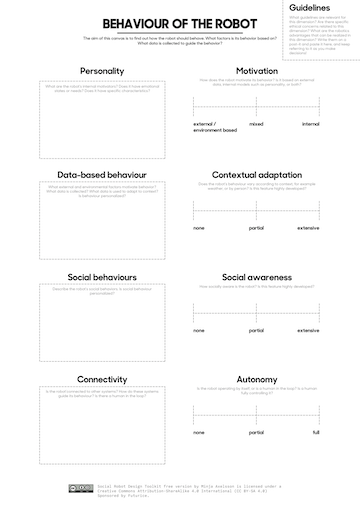 Guidelines
What guidelines are relevant for
this dimension? Are there specific
ethical concerns related to this
dimension? What are the
advantages that can be realised in
this dimension? Write them on a
post-it and paste it here and keep
referring to it as you make
decisions.
BEHAVIOUR OF THE ROBOT
The aim of this canvas is to find out how the robot should behave. What factors is its behavior based on?
What data is collected to guide the behavior?
Personality
What are the robot's internal motivations? Does it have emotional
states or needs? Does it have specific characteristics?
Motivation
How does the robot motivate its behavior? Is it based on external
data, internal models such as personality, or both?
external /
environment based
mixed
internal
Data-based behaviour
What external and environmental factors motivate behaviour?
What data is collected? What data is used to adapt to context?
Is behaviour personalised?
Contextual adaptation
Does the robot's behaviour vary according to context, for example
weather, or by person? Is this feature highly developed?
none
partial
extensive
Social behaviours
Describe the robot's social behaviors. Is social behaviour
personalised?
Social awareness
How socially aware is the robot? Is this feature highly developed?
none
partial
extensive
Connectivity
Is the robot connected to other systems? How do these systems
guide its behaviour? Is there a human in the loop?
Autonomy
Is the robot operating by itself, or is a human in the loop? Is a human
fully controlling it?
none
partial
full
Social Robot Design Toolkit free version by Minja Axelsson is licensed under a
Creative Commons Attribution-ShareAlike 4.0 International (CC BY-SA 4.0)
Sponsored by Futurice.